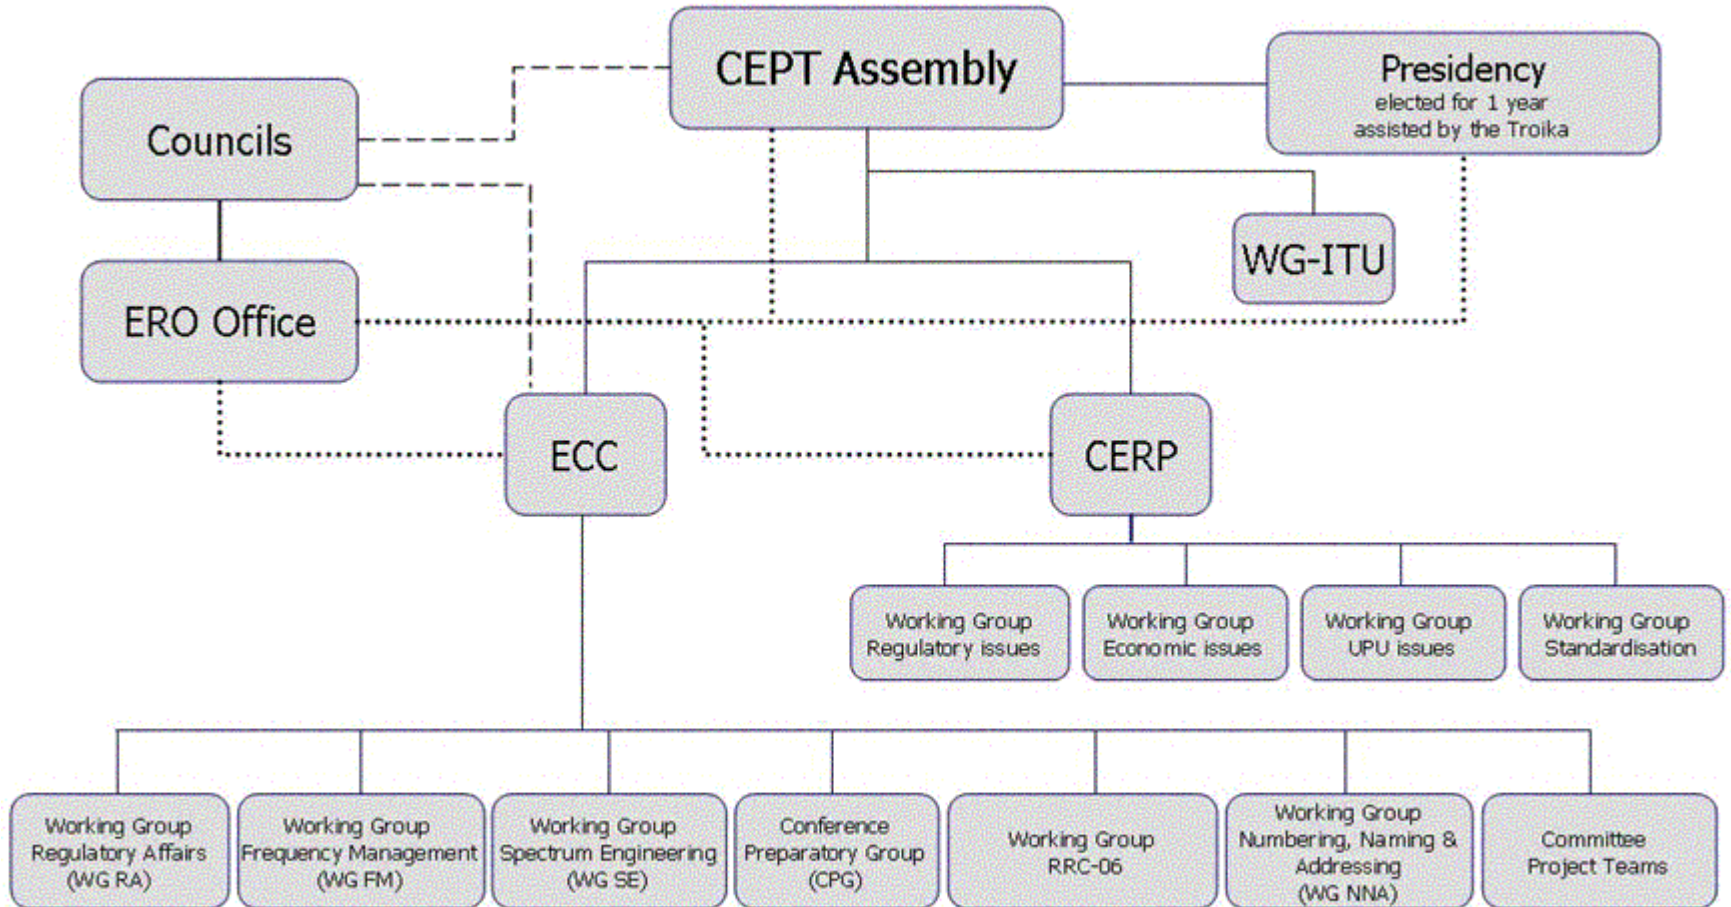 CEPT Assembly
Presidency
elected for 1 year
assisted by the Troika
Councils
WG-ITU
ERO Office
ECC
CERP
Working Group
Regulatory issues
Working Group
Economic issues
Working Group
UPU issues
Working Group
Standardisation
Working Group
Regulatory Affairs
(WG RA)
Working Group
Frequency Management
(WG FM)
Working Group
Spectrum Engineering
(WG SE)
Conference
Preparatory Group
(CPG)
Working Group
RRC-06
Working Group
Numbering, Naming &
Addressing
(WG NNA)
Committee
Project Teams